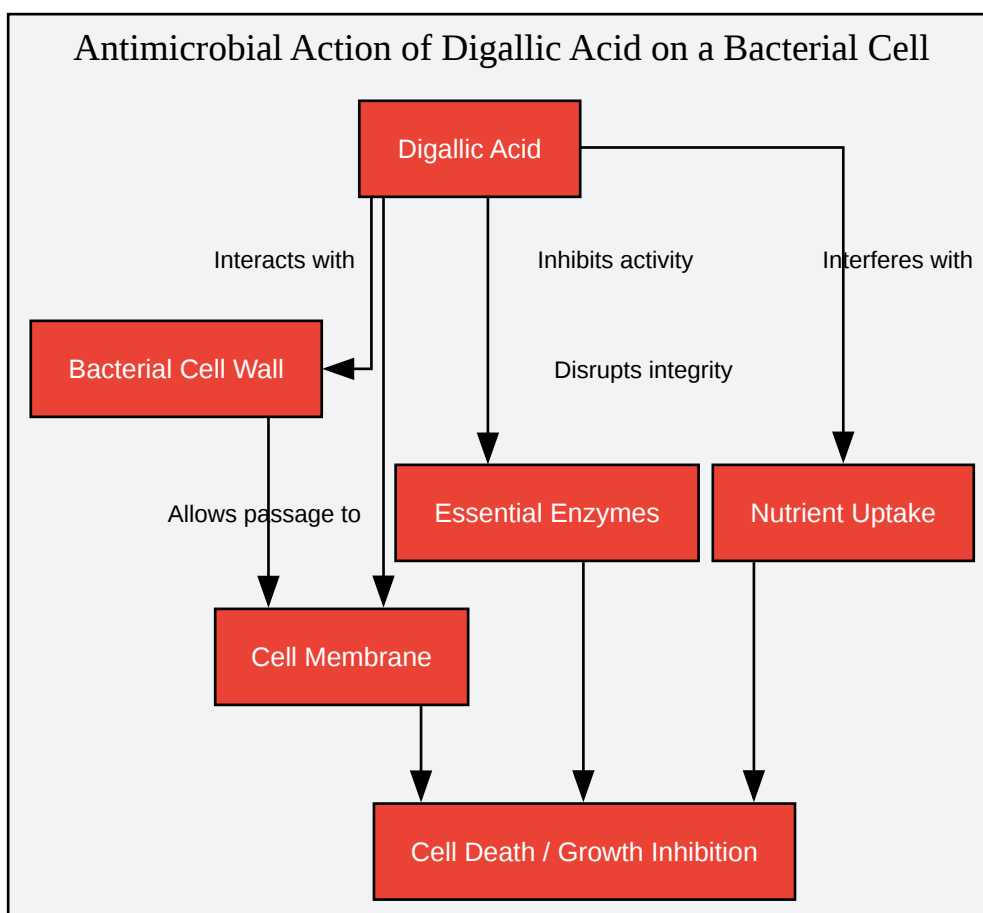 Antimicrobial Action of Digallic Acid on a Bacterial Cell
Digallic Acid
Interacts with
Inhibits activity
Interferes with
Bacterial Cell Wall
Disrupts integrity
Allows passage to
Essential Enzymes
Nutrient Uptake
Cell Membrane
Cell Death / Growth Inhibition